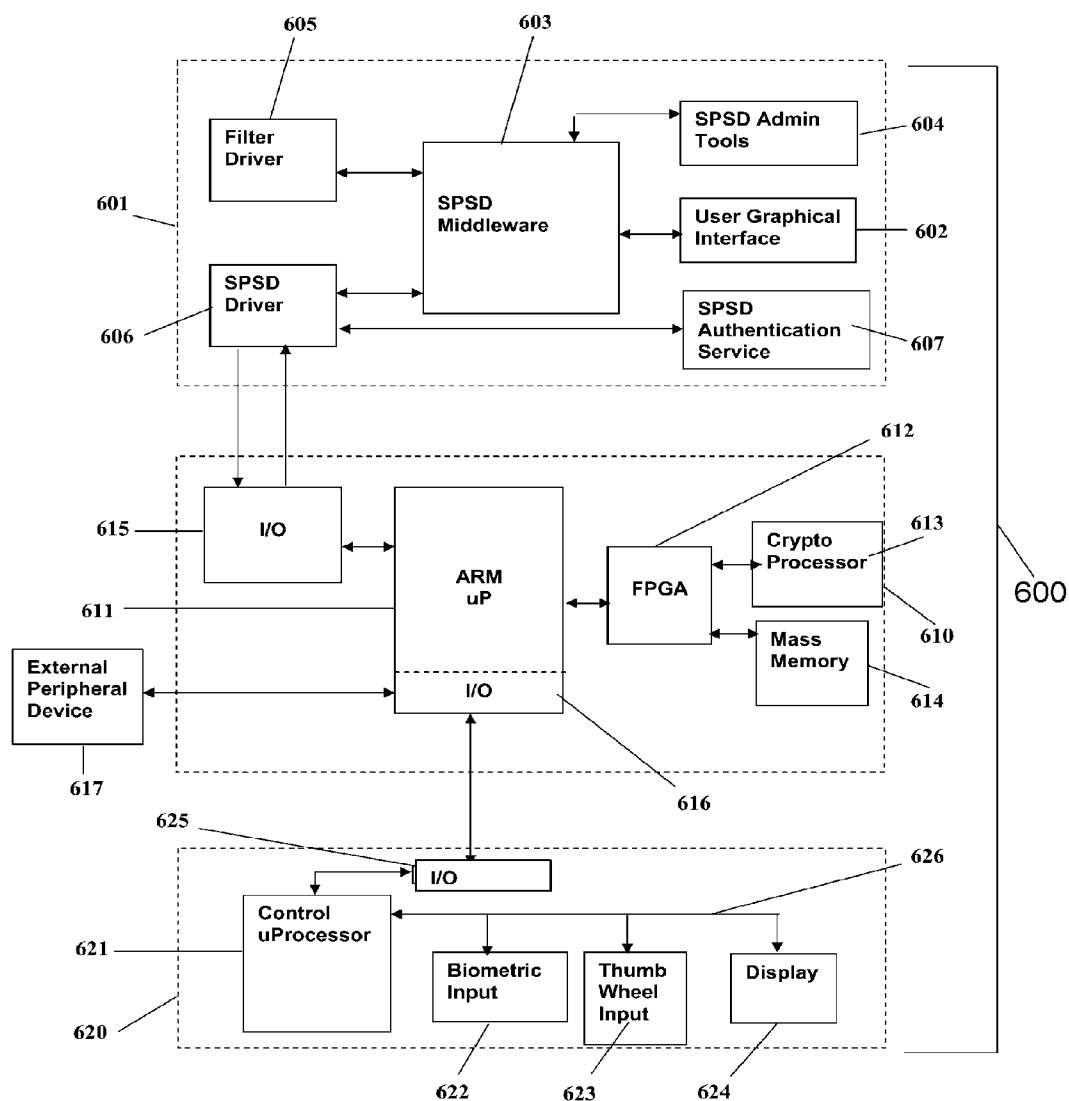 605
603
Filter
Driver
SPSD Admin
Tools
604
601
SPSD
Middleware
User Graphical
Interface
602
SPSD
Driver
606
SPSD
Authentication
Service
607
612
615
I/O
613
Crypto
Processor
ARM
uP
FPGA
600
611
610
External
Peripheral
Device
I/O
Mass
Memory
614
617
616
625
626
I/O
Control
uProcessor
621
Biometric
Input
Thumb
Wheel
Input
Display
620
622
623
624